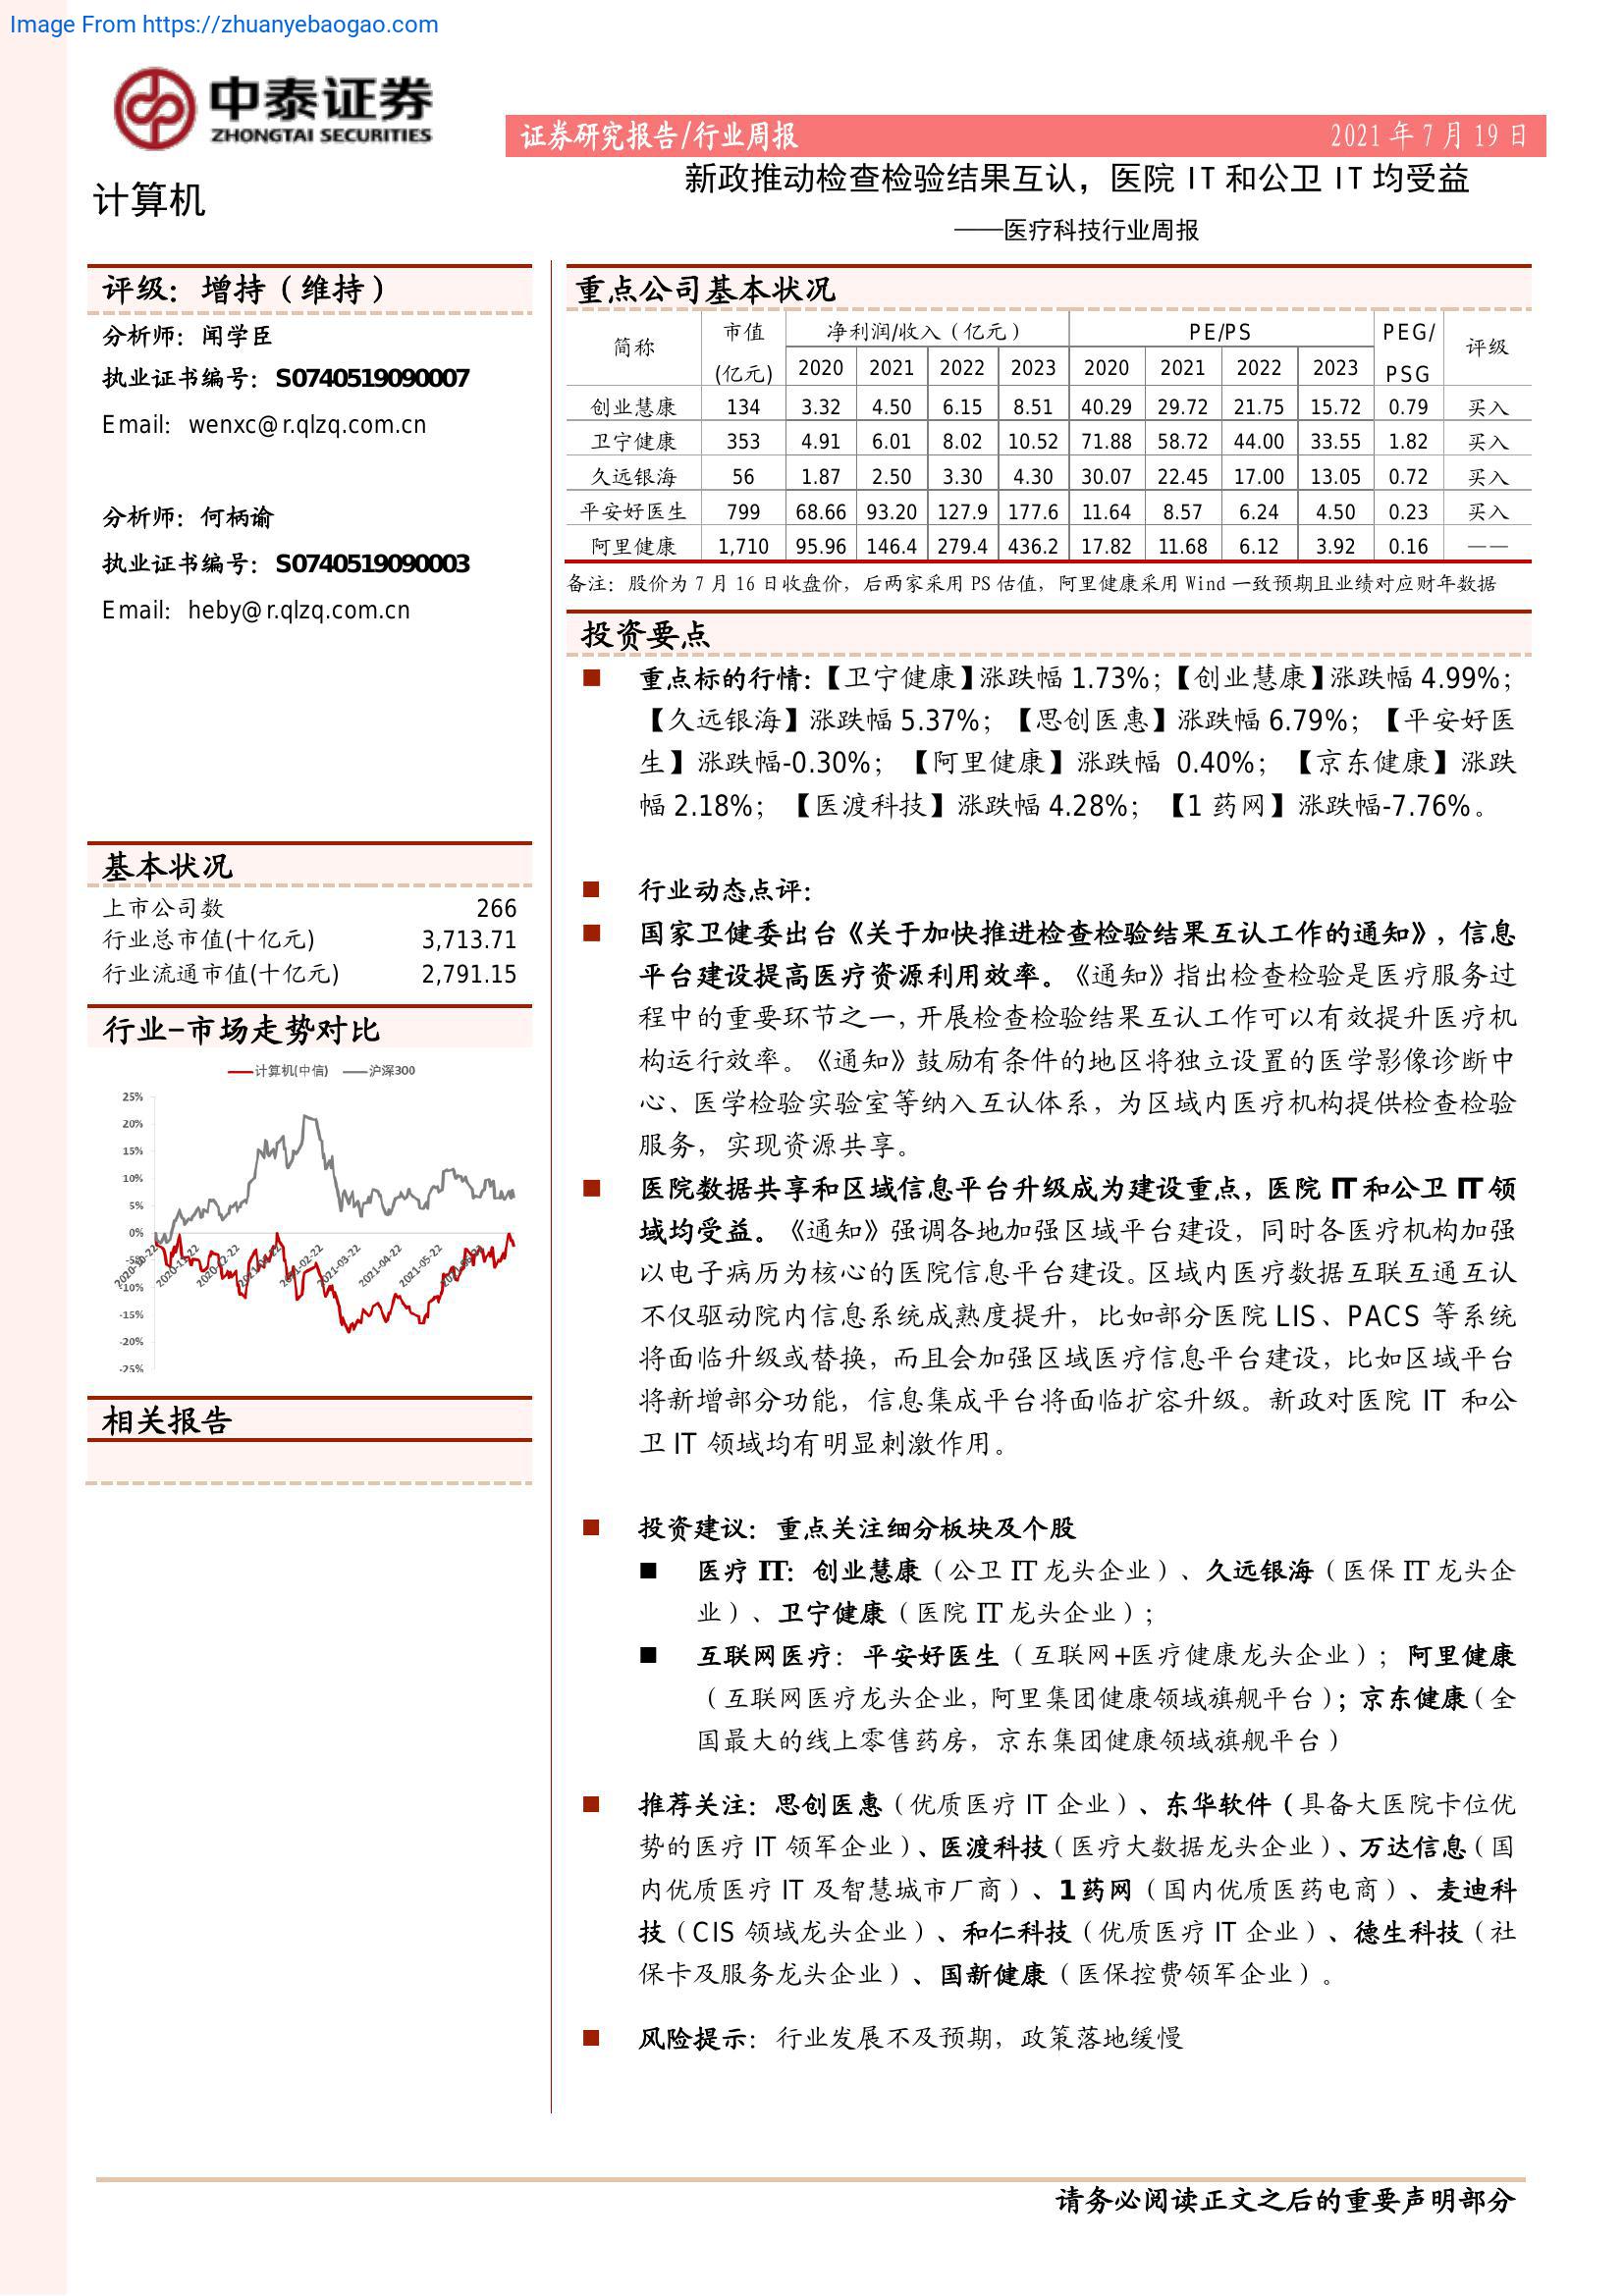 Image From https://zhuanyebaogao.com
中泰证券
ZHONGTAI SECURITIES
证券研究报告/行业周报 2021 年 7 月 19 日
计算机
新政推动检查检验结果互认，医院 IT 和公卫 IT 均受益
——医疗科技行业周报
评级：增持（维持）
分析师：闻学臣
执业证书编号：S0740519090007
Email: wenxc@r.qlzq.com.cn
分析师：何柄谕
执业证书编号：S0740519090003
Email: heby@r.qlzq.com.cn
基本状况
上市公司数 266
行业总市值(十亿元) 3,713.71
行业流通市值(十亿元) 2,791.15
行业-市场走势对比
计算机(中信) 沪深300
25%
20%
15%
10%
5%
0%
-5%
-10%
-15%
-20%
-25%
2020-10-22 2020-11-22 2020-12-22 2021-01-22 2021-02-22 2021-03-22 2021-04-22 2021-05-22
相关报告
重点公司基本状况
简称 市值 净利润/收入（亿元） PE/PS PEG/ 评级
(亿元) 2020 2021 2022 2023 2020 2021 2022 2023 PSG
创业慧康 134 3.32 4.50 6.15 8.51 40.29 29.72 21.75 15.72 0.79 买入
卫宁健康 353 4.91 6.01 8.02 10.52 71.88 58.72 44.00 33.55 1.82 买入
久远银海 56 1.87 2.50 3.30 4.30 30.07 22.45 17.00 13.05 0.72 买入
平安好医生 799 68.66 93.20 127.9 177.6 11.64 8.57 6.24 4.50 0.23 买入
阿里健康 1,710 95.96 146.4 279.4 436.2 17.82 11.68 6.12 3.92 0.16 ——
备注：股价为 7 月 16 日收盘价，后两家采用 PS 估值，阿里健康采用 Wind 一致预期且业绩对应财年数据
投资要点
■ 重点标的行情：【卫宁健康】涨跌幅 1.73%；【创业慧康】涨跌幅 4.99%；
【久远银海】涨跌幅 5.37%；【思创医惠】涨跌幅 6.79%；【平安好医
生】涨跌幅-0.30%；【阿里健康】涨跌幅 0.40%；【京东健康】涨跌
幅 2.18%；【医渡科技】涨跌幅 4.28%；【1 药网】涨跌幅-7.76%。
■ 行业动态点评：
■ 国家卫健委出台《关于加快推进检查检验结果互认工作的通知》，信息
平台建设提高医疗资源利用效率。《通知》指出检查检验是医疗服务过
程中的重要环节之一，开展检查检验结果互认工作可以有效提升医疗机
构运行效率。《通知》鼓励有条件的地区将独立设置的医学影像诊断中
心、医学检验实验室等纳入互认体系，为区域内医疗机构提供检查检验
服务，实现资源共享。
■ 医院数据共享和区域信息平台升级成为建设重点，医院 IT 和公卫 IT 领
域均受益。《通知》强调各地加强区域平台建设，同时各医疗机构加强
以电子病历为核心的医院信息平台建设。区域内医疗数据互联互通互认
不仅驱动院内信息系统成熟度提升，比如部分医院 LIS、PACS 等系统
将面临升级或替换，而且会加强区域医疗信息平台建设，比如区域平台
将新增部分功能，信息集成平台将面临扩容升级。新政对医院 IT 和公
卫 IT 领域均有明显刺激作用。
■ 投资建议：重点关注细分板块及个股
■ 医疗 IT：创业慧康（公卫 IT 龙头企业）、久远银海（医保 IT 龙头企
业）、卫宁健康（医院 IT 龙头企业）；
■ 互联网医疗：平安好医生（互联网+医疗健康龙头企业）；阿里健康
（互联网医疗龙头企业，阿里集团健康领域旗舰平台）；京东健康（全
国最大的线上零售药房，京东集团健康领域旗舰平台）
■ 推荐关注：思创医惠（优质医疗 IT 企业）、东华软件（具备大医院卡位优
势的医疗 IT 领军企业）、医渡科技（医疗大数据龙头企业）、万达信息（国
内优质医疗 IT 及智慧城市厂商）、1 药网（国内优质医药电商）、麦迪科
技（CIS 领域龙头企业）、和仁科技（优质医疗 IT 企业）、德生科技（社
保卡及服务龙头企业）、国新健康（医保控费领军企业）。
■ 风险提示：行业发展不及预期，政策落地缓慢
请务必阅读正文之后的重要声明部分